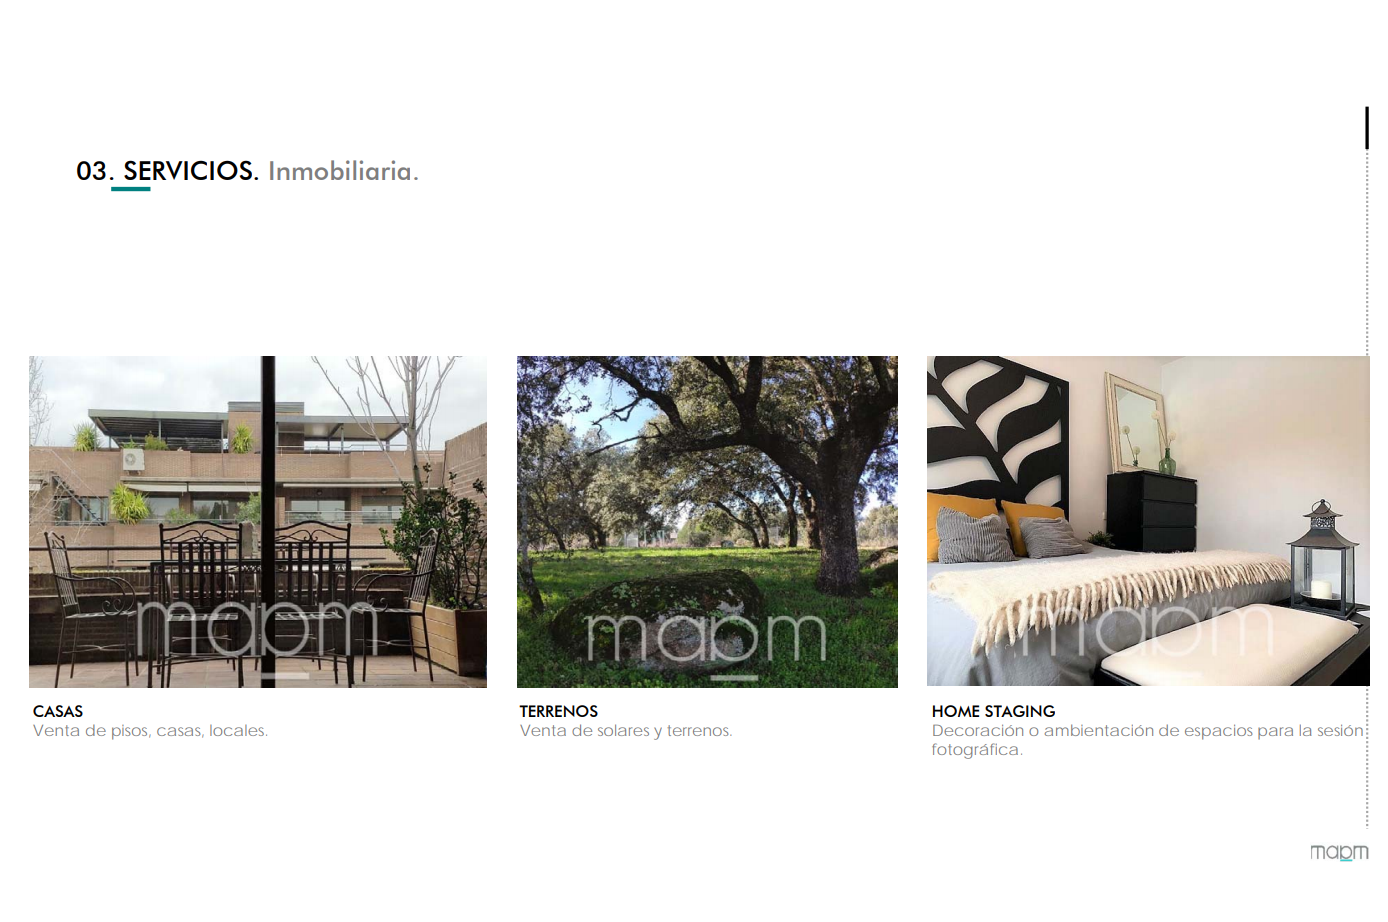 03. SERVICIOS. Inmobiliaria.
mapm
mapm
mapm
CASAS
Venta de pisos, casas, locales.
TERRENOS
Venta de solares y terrenos.
HOME STAGING
Decoración o ambientación de espacios para la sesión
fotográfica.
mapm